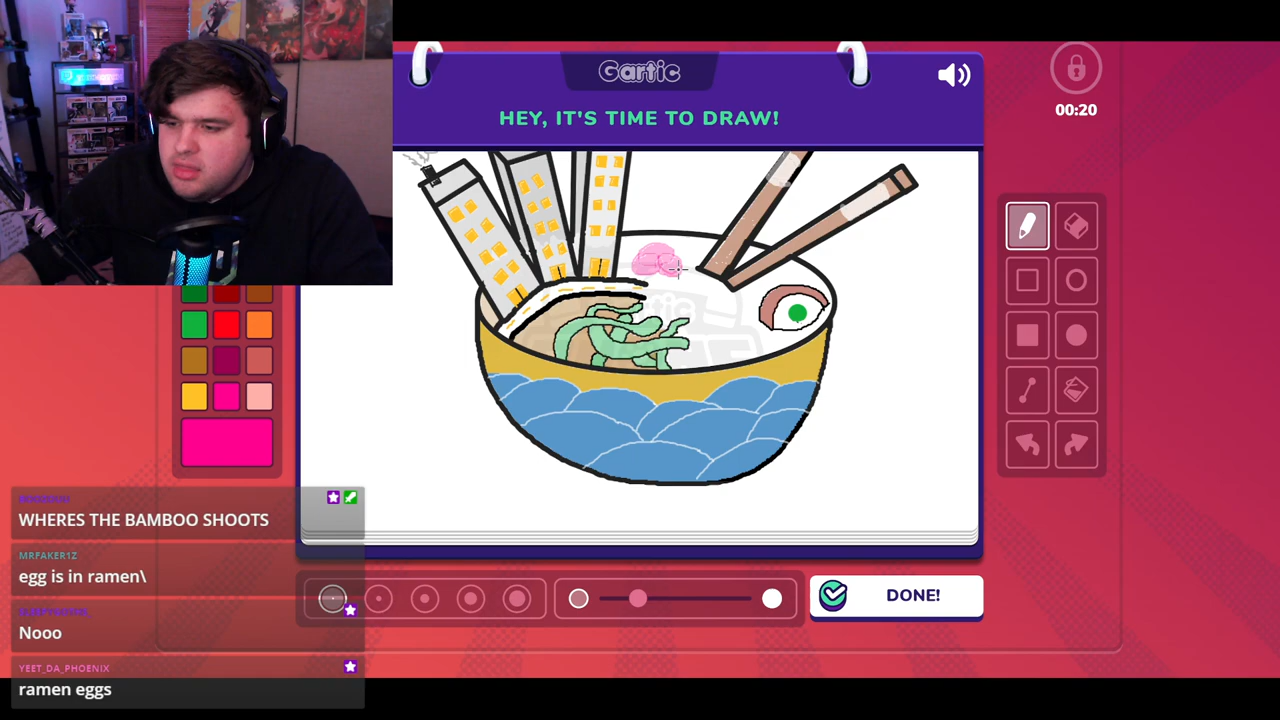 Gartic
HEY, IT'S TIME TO DRAW!
00:20
WHERES THE BAMBOO SHOOTS
MRFAKER1Z
egg is in ramen\
Nooo
YEET_DA_PHOENIX
ramen eggs
DONE!